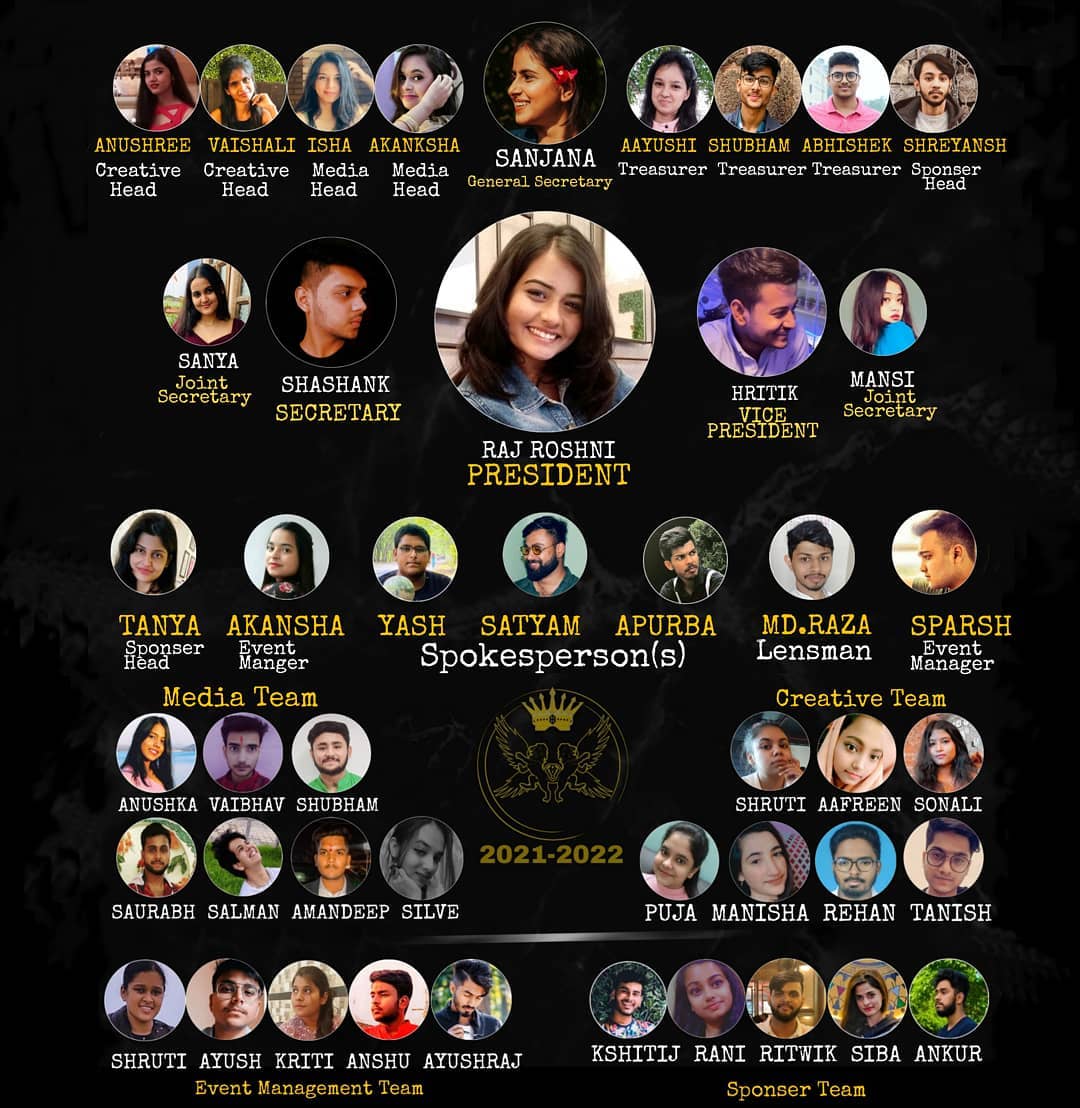 ANUSHREE VAISHALI ISHA AKANKSHA
Creative Head Creative Head Media Head Media Head
SANJANA
General Secretary
AAYUSHI SHUBHAM ABHISHEK SHREYANSH
Treasurer Treasurer Treasurer Sponser Head
SANYA
Joint
Secretary
SHASHANK
SECRETARY
RAJ ROSHNI
PRESIDENT
HRITIK
VICE
PRESIDENT
MANSI
Joint
Secretary
TANYA AKANSHA YASH SATYAM APURBA MD.RAZA SPARSH
Sponser Head Event Manger Spokesperson(s) Lensman Event Manager
Media Team
ANUSHKA VAIBHAV SHUBHAM
SAURABH SALMAN AMANDEEP SILVE
2021-2022
Creative Team
SHRUTI AAFREEN SONALI
PUJA MANISHA REHAN TANISH
SHRUTI AYUSH KRITI ANSHU AYUSHRAJ
Event Management Team
KSHITIJ RANI RITWIK SIBA ANKUR
Sponser Team